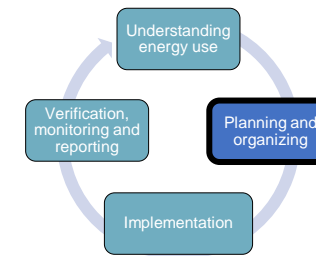 Understanding
energy use
Planning and
organizing
Implementation
Verification,
monitoring and
reporting